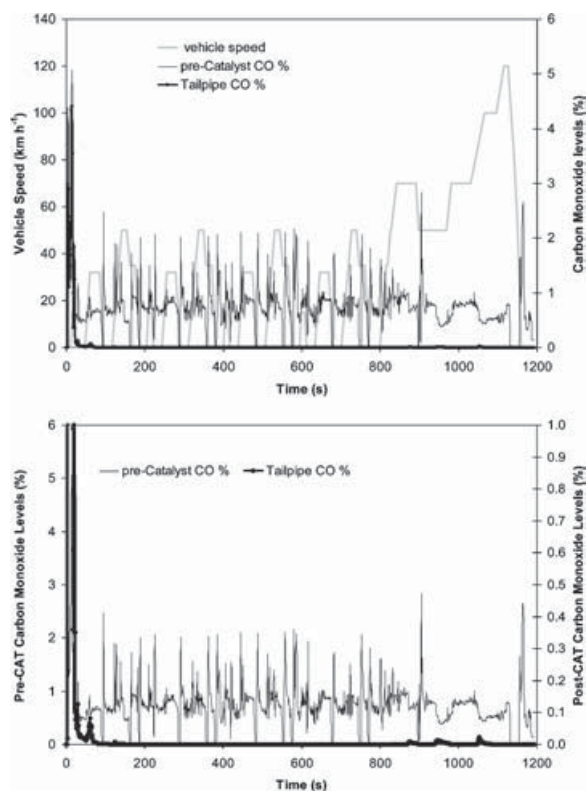 140
120
100
80
60
40
20
0
Vehicle Speed (km h⁻¹)
vehicle speed
pre-Catalyst CO %
Tailpipe CO %
6
5
4
3
2
1
0
Carbon Monoxide levels (%)
0 200 400 600 800 1000 1200
Time (s)
6
5
4
3
2
1
0
Pre-CAT Carbon Monoxide Levels (%)
pre-Catalyst CO % Tailpipe CO %
1.0
0.9
0.8
0.7
0.6
0.5
0.4
0.3
0.2
0.1
0.0
Post-CAT Carbon Monoxide Levels (%)
0 200 400 600 800 1000 1200
Time (s)